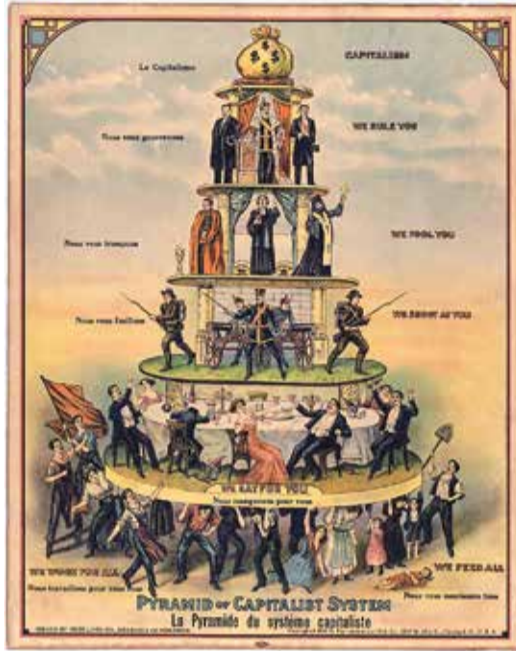 Le Capitalisme
CAPITALISM
Nous vous gouvernons
WE RULE YOU
Nous vous trompons
WE FOOL YOU
Nous vous fusillons
WE SHOOT AT YOU
WE EAT FOR YOU
Nous mangeons pour vous
WE WORK FOR ALL
WE FEED ALL
Nous travaillons pour vous tous
Nous vous nourrissons tous
PYRAMID OF CAPITALIST SYSTEM
La Pyramide du système capitaliste